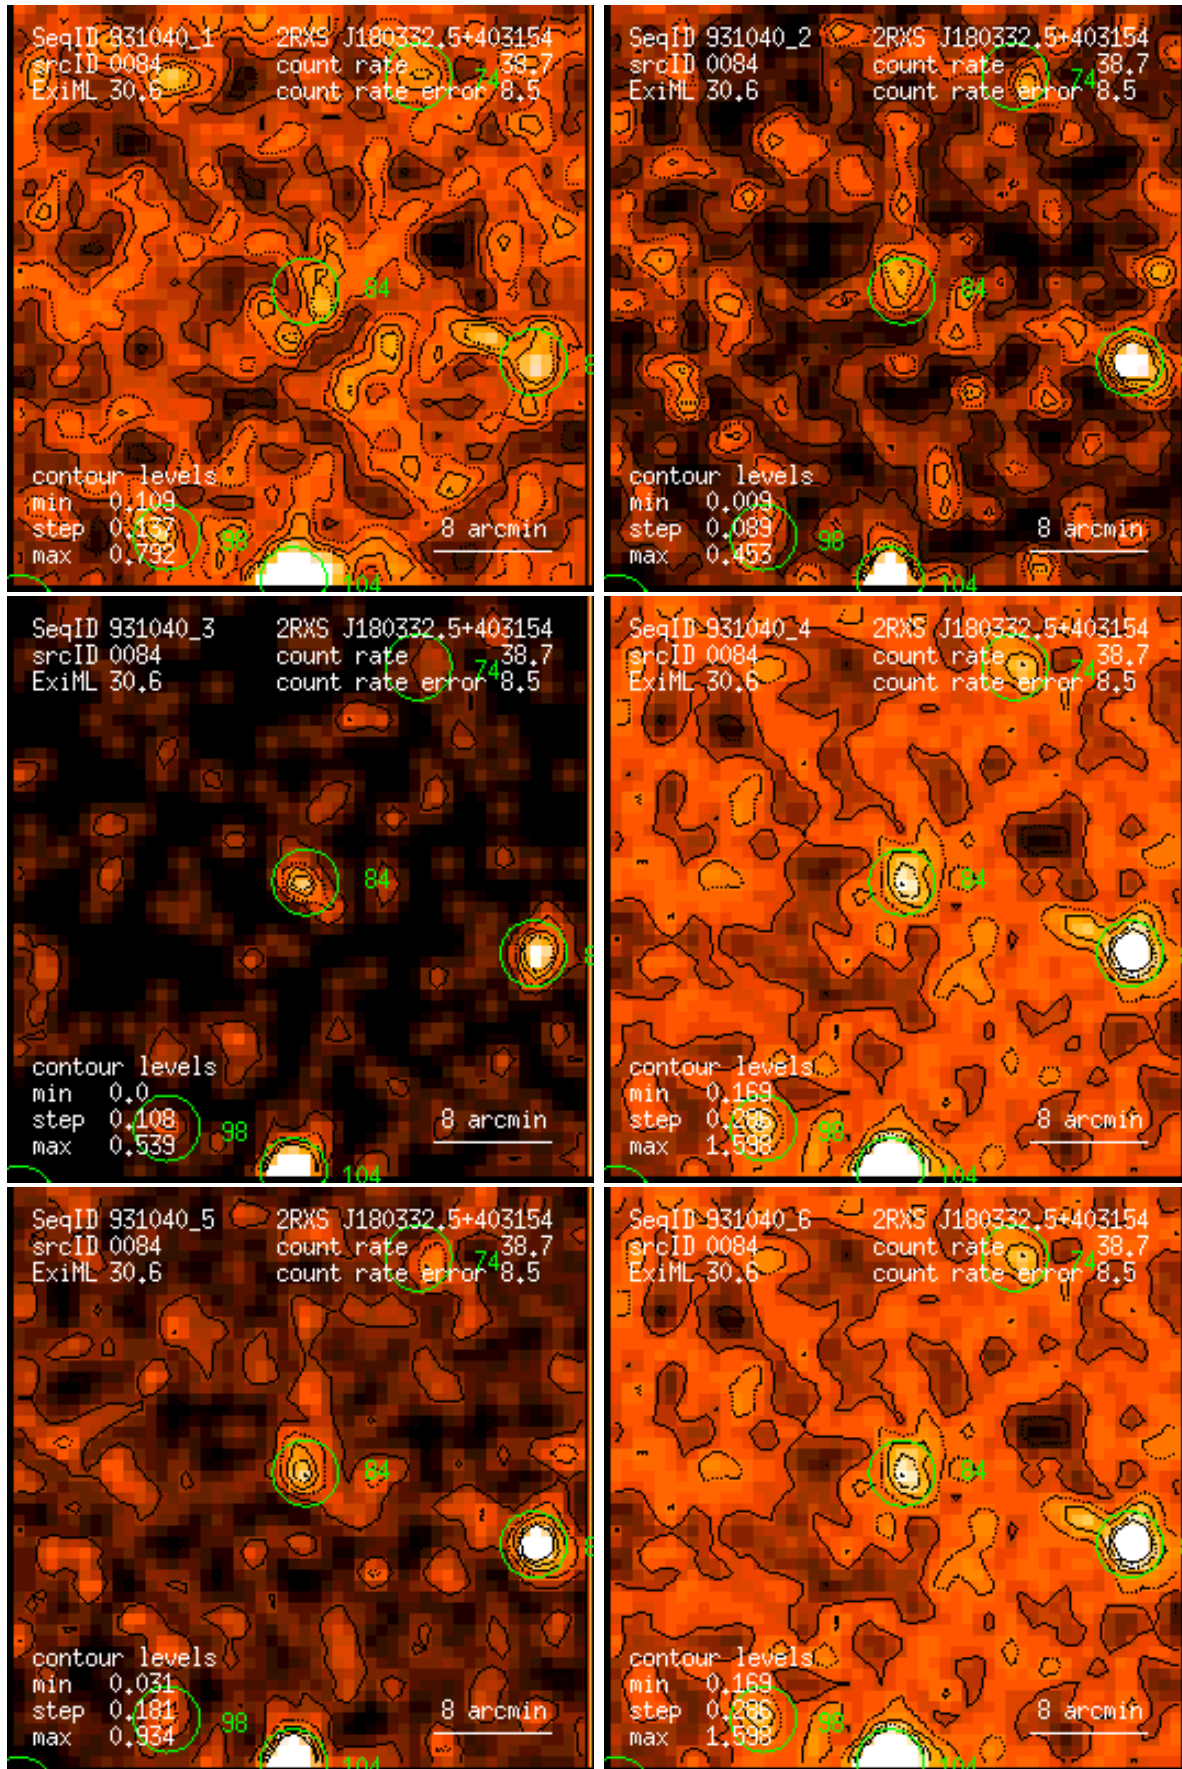 SeqID 931040_1 2RXS J180332.5+403154
srcID 0084 count rate 74 38.7
ExiML 30.6 count rate error 8.5
84
contour levels
min 0.109
step 0.137 98 8 arcmin
max 0.792
104
SeqID 931040_2 2RXS J180332.5+403154
srcID 0084 count rate 74 38.7
ExiML 30.6 count rate error 8.5
84
contour levels
min 0.009
step 0.089 98 8 arcmin
max 0.453
104
SeqID 931040_3 2RXS J180332.5+403154
srcID 0084 count rate 74 38.7
ExiML 30.6 count rate error 8.5
84
contour levels
min 0.0
step 0.108 98 8 arcmin
max 0.539
104
SeqID 931040_4 2RXS J180332.5+403154
srcID 0084 count rate 74 38.7
ExiML 30.6 count rate error 8.5
84
contour levels
min 0.169
step 0.286 98 8 arcmin
max 1.598
104
SeqID 931040_5 2RXS J180332.5+403154
srcID 0084 count rate 74 38.7
ExiML 30.6 count rate error 8.5
84
contour levels
min 0.031
step 0.181 98 8 arcmin
max 0.934
104
SeqID 931040_6 2RXS J180332.5+403154
srcID 0084 count rate 74 38.7
ExiML 30.6 count rate error 8.5
84
contour levels
min 0.169
step 0.286 98 8 arcmin
max 1.598
104